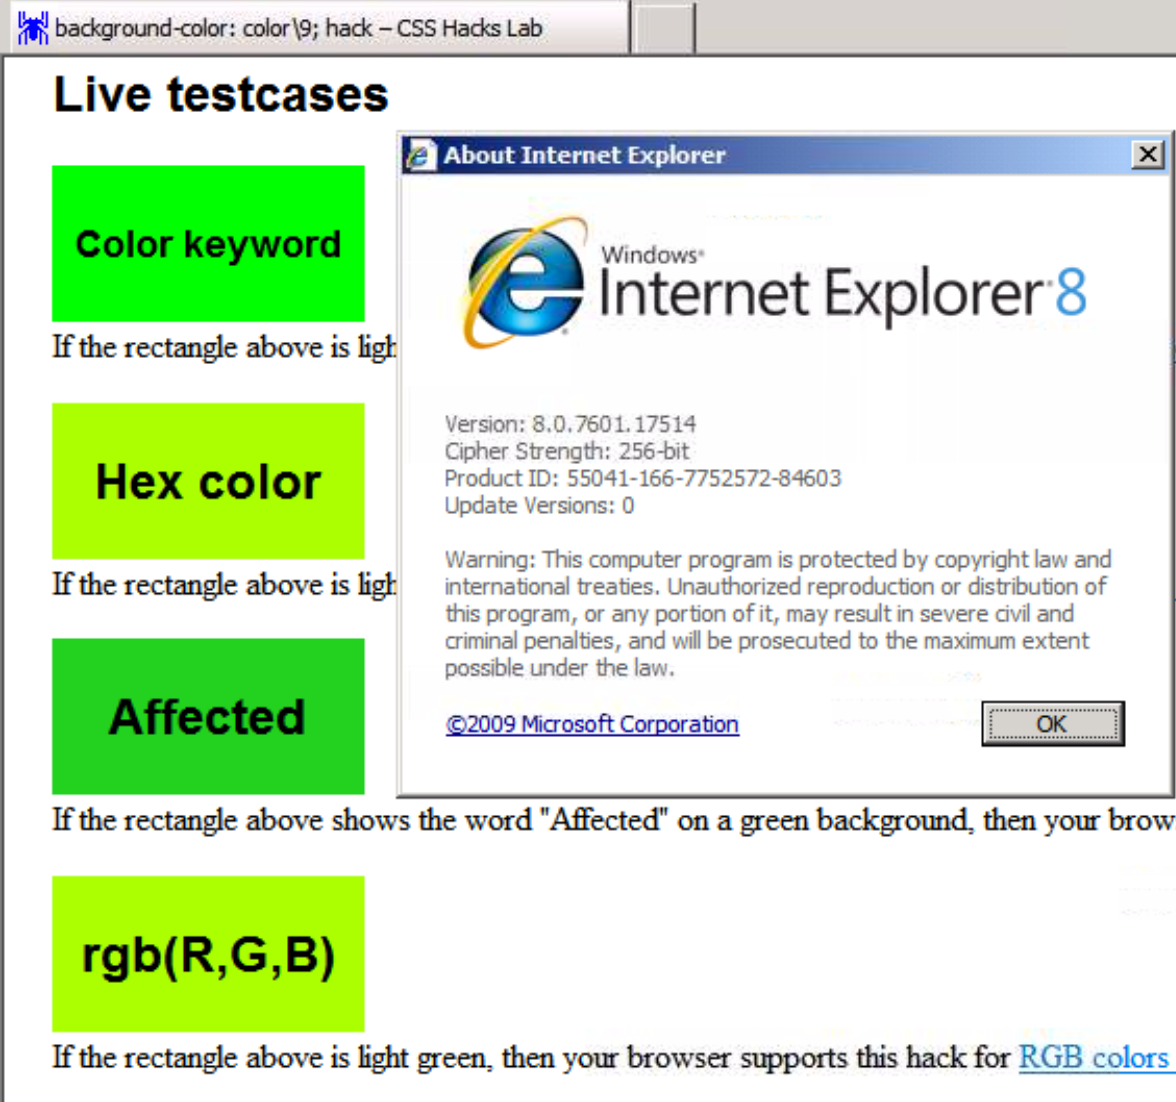 background-color: color\9; hack – CSS Hacks Lab
Live testcases
Color keyword
If the rectangle above is ligh
Hex color
If the rectangle above is ligh
Affected
If the rectangle above shows the word "Affected" on a green background, then your brow
rgb(R,G,B)
If the rectangle above is light green, then your browser supports this hack for RGB colors
About Internet Explorer
Windows®
Internet Explorer 8
Version: 8.0.7601.17514
Cipher Strength: 256-bit
Product ID: 55041-166-7752572-84603
Update Versions: 0
Warning: This computer program is protected by copyright law and
international treaties. Unauthorized reproduction or distribution of
this program, or any portion of it, may result in severe civil and
criminal penalties, and will be prosecuted to the maximum extent
possible under the law.
©2009 Microsoft Corporation
OK